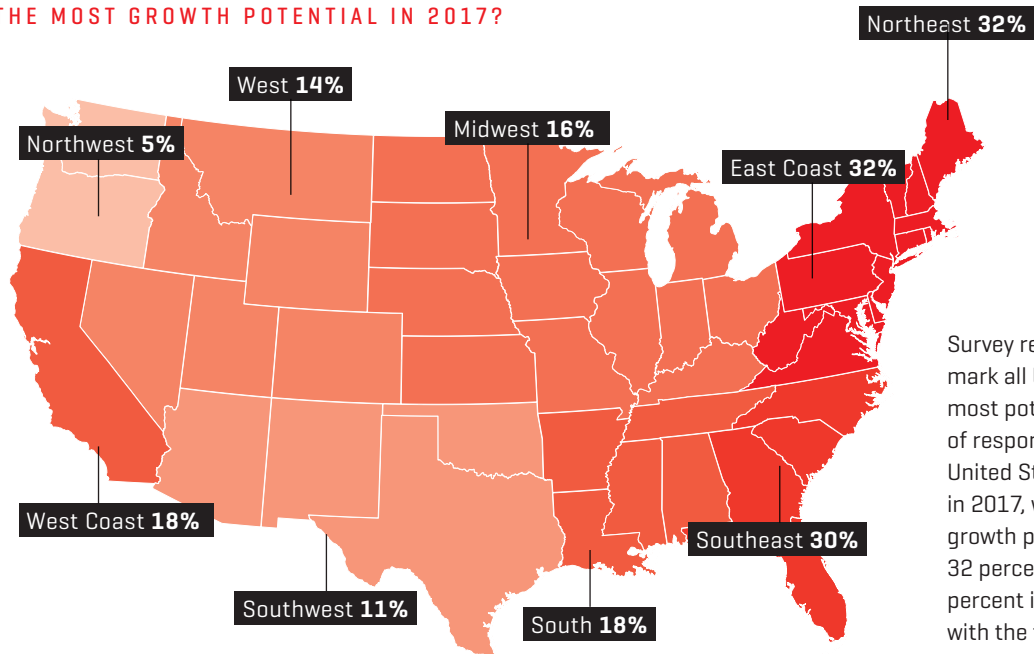 THE MOST GROWTH POTENTIAL IN 2017?
Northeast 32%
West 14%
Midwest 16%
Northwest 5%
East Coast 32%
West Coast 18%
Southwest 11%
South 18%
Southeast 30%
Survey re
mark all
most pot
of respon
United St
in 2017, 
growth p
32 perce
percent i
with the